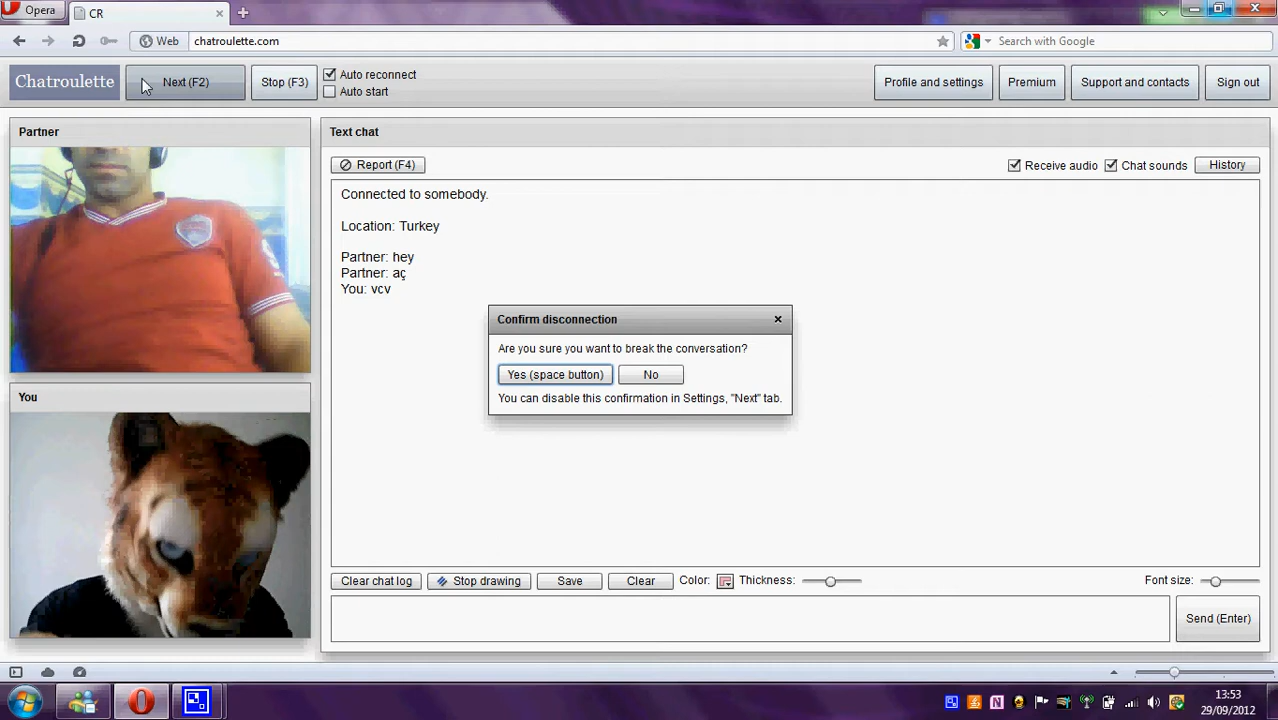 Opera
CR
Web
chatroulette.com
Search with Google
Chatroulette
Next (F2)
Stop (F3)
Auto reconnect
Auto start
Profile and settings
Premium
Support and contacts
Sign out
Partner
Text chat
Report (F4)
Receive audio
Chat sounds
History
Connected to somebody.
Location: Turkey
Partner: hey
Partner: aç
You: vcv
Confirm disconnection
Are you sure you want to break the conversation?
Yes (space button)
No
You can disable this confirmation in Settings, "Next" tab.
You
Clear chat log
Stop drawing
Save
Clear
Color:
Thickness:
Font size:
Send (Enter)
13:53
29/09/2012